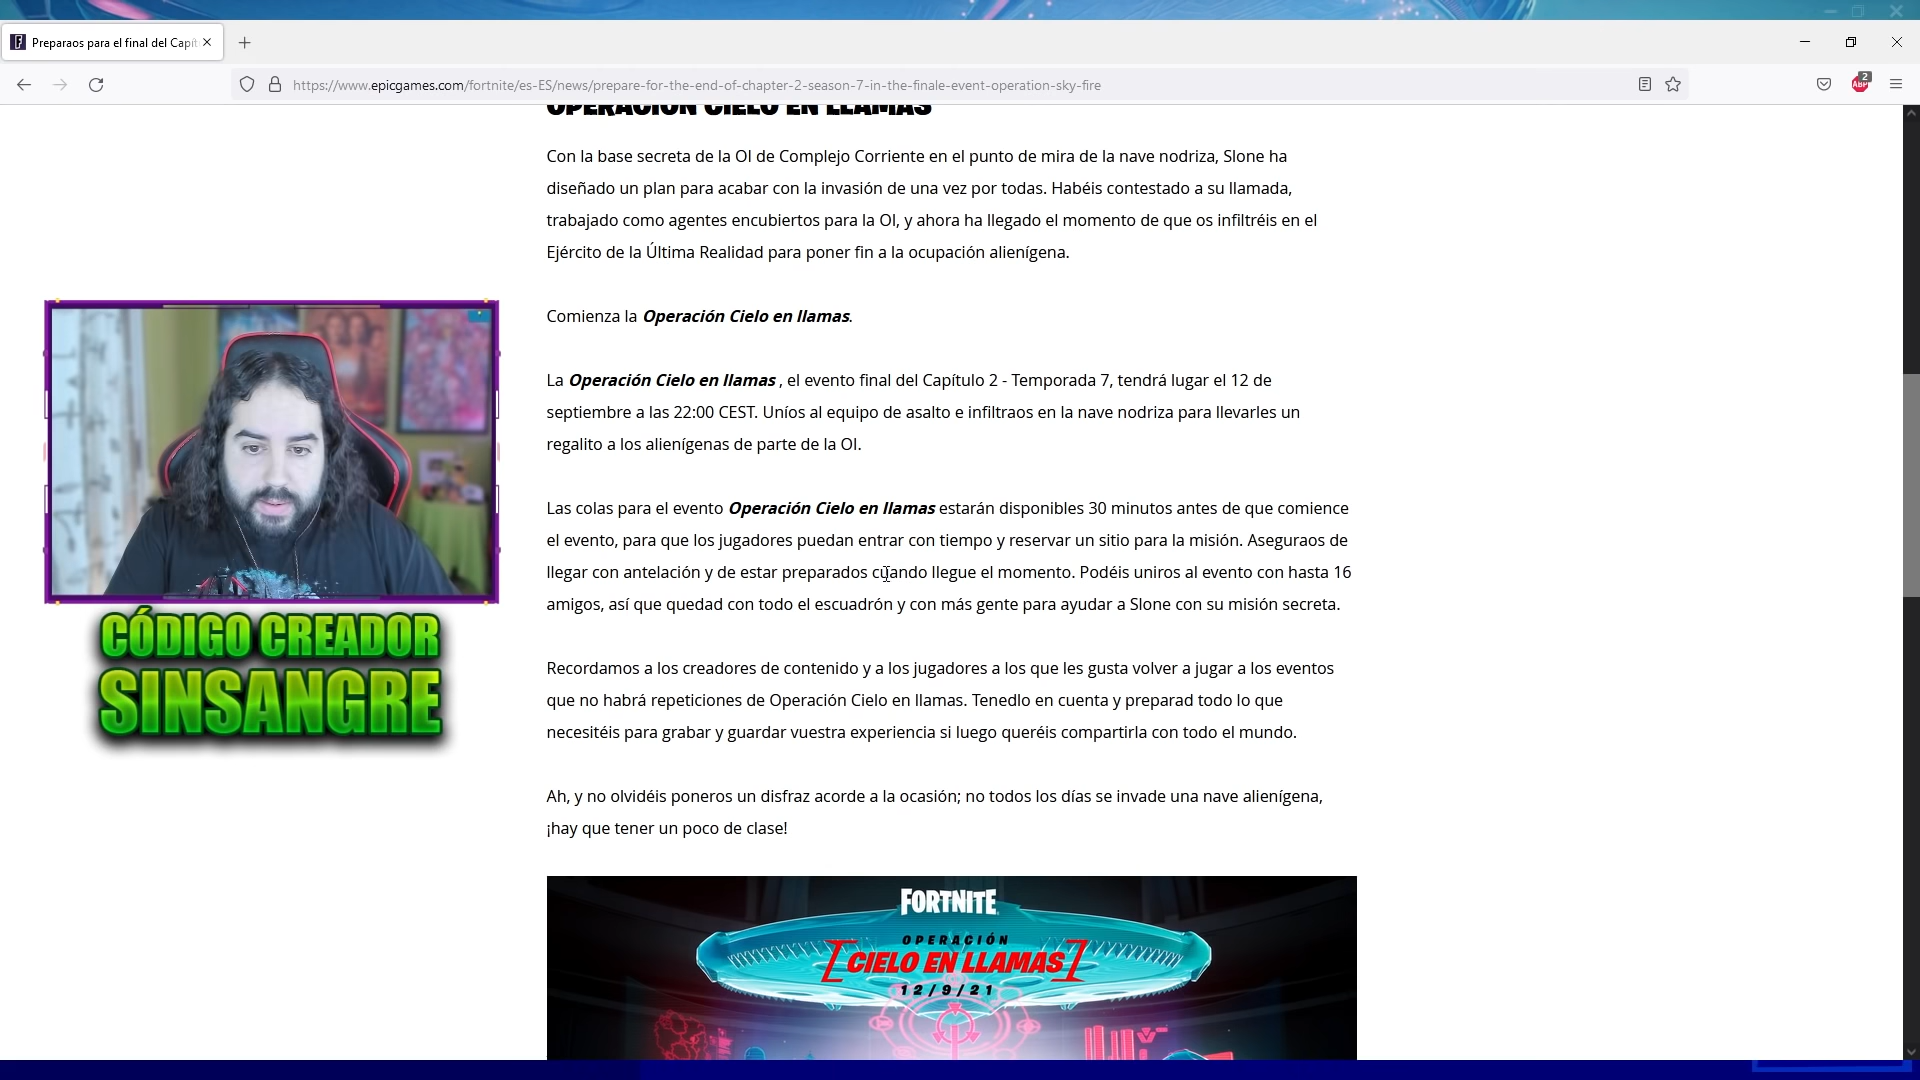 Preparaos para el final del Capít
https://www.epicgames.com/fortnite/es-ES/news/prepare-for-the-end-of-chapter-2-season-7-in-the-finale-event-operation-sky-fire
2
ABP
OPERACIÓN CIELO EN LLAMAS
Con la base secreta de la OI de Complejo Corriente en el punto de mira de la nave nodriza, Slone ha
diseñado un plan para acabar con la invasión de una vez por todas. Habéis contestado a su llamada,
trabajado como agentes encubiertos para la OI, y ahora ha llegado el momento de que os infiltréis en el
Ejército de la Última Realidad para poner fin a la ocupación alienígena.
Comienza la Operación Cielo en llamas.
La Operación Cielo en llamas , el evento final del Capítulo 2 - Temporada 7, tendrá lugar el 12 de
septiembre a las 22:00 CEST. Uníos al equipo de asalto e infiltraos en la nave nodriza para llevarles un
regalito a los alienígenas de parte de la OI.
Las colas para el evento Operación Cielo en llamas estarán disponibles 30 minutos antes de que comience
el evento, para que los jugadores puedan entrar con tiempo y reservar un sitio para la misión. Aseguraos de
llegar con antelación y de estar preparados cuando llegue el momento. Podéis uniros al evento con hasta 16
amigos, así que quedad con todo el escuadrón y con más gente para ayudar a Slone con su misión secreta.
Recordamos a los creadores de contenido y a los jugadores a los que les gusta volver a jugar a los eventos
que no habrá repeticiones de Operación Cielo en llamas. Tenedlo en cuenta y preparad todo lo que
necesitéis para grabar y guardar vuestra experiencia si luego queréis compartirla con todo el mundo.
Ah, y no olvidéis poneros un disfraz acorde a la ocasión; no todos los días se invade una nave alienígena,
¡hay que tener un poco de clase!
CÓDIGO CREADOR
SINSANGRE
FORTNITE
OPERACIÓN
CIELO EN LLAMAS
12/9/21